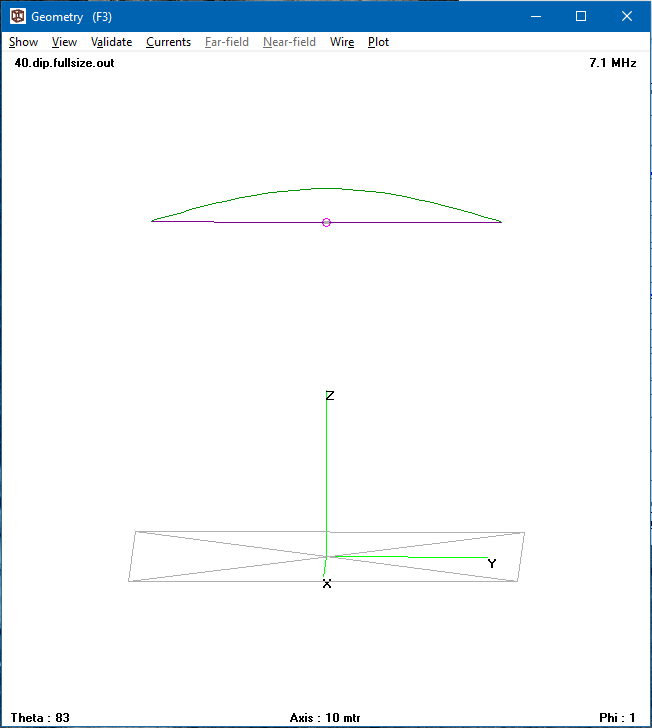 Geometry (F3)
Show View Validate Currents Far-field Near-field Wire Plot
40.dip.fullsize.out 7.1 MHz
Z
Y
X
Theta : 83 Axis : 10 mtr Phi : 1